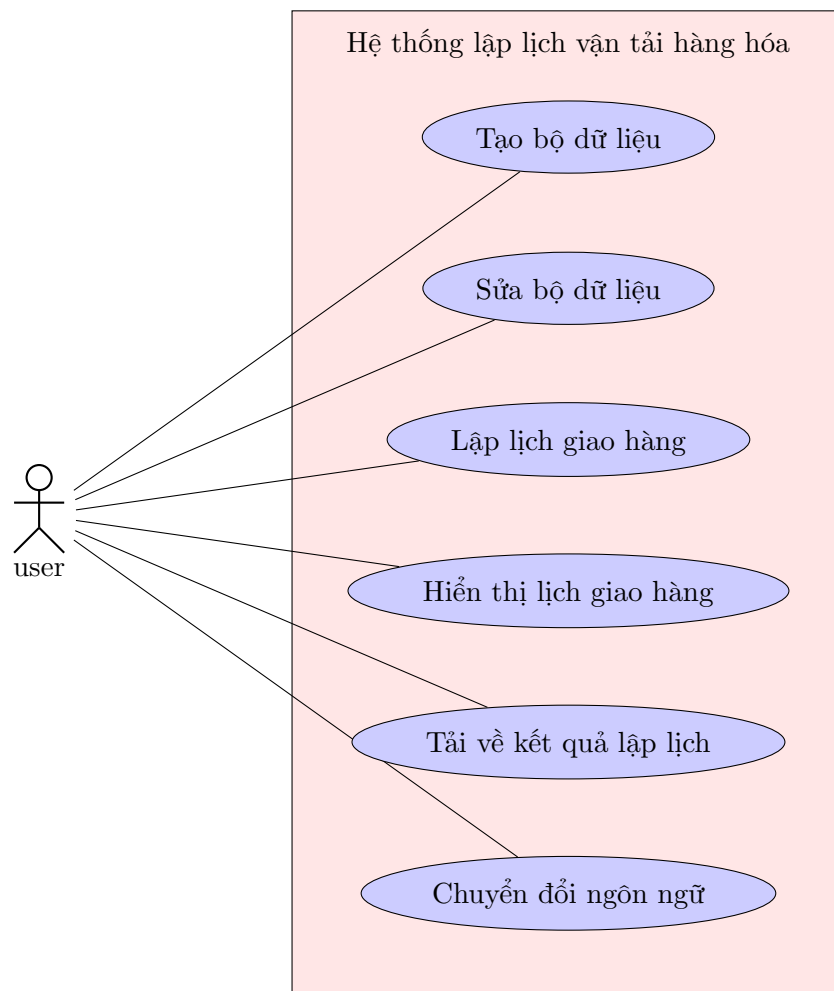 Hệ thống lập lịch vận tải hàng hóa
Tạo bộ dữ liệu
Sửa bộ dữ liệu
Lập lịch giao hàng
user
Hiển thị lịch giao hàng
Tải về kết quả lập lịch
Chuyển đổi ngôn ngữ